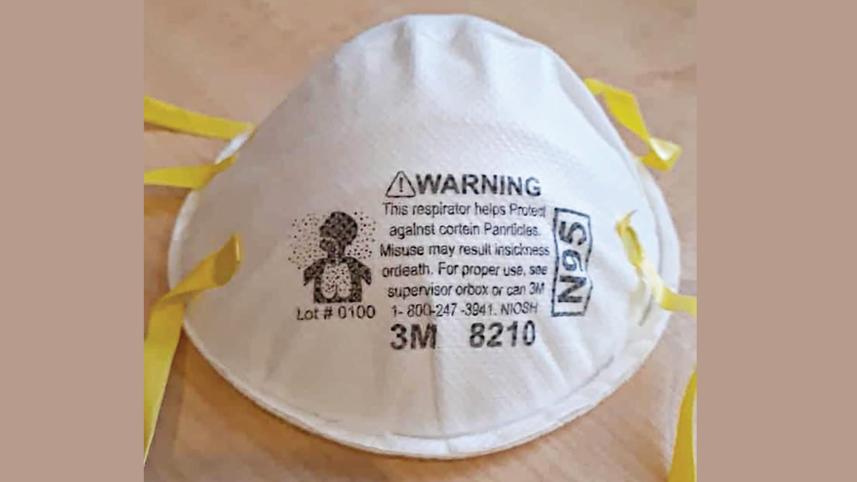 ⚠WARNING
This respirator helps Protect
against cortein Panrticles.
Misuse may result insickness
ordeath. For proper use, see
supervisor orbox or can 3M
1- 800-247 -3941. NIOSH
3M 8210
N95
Lot # 0100